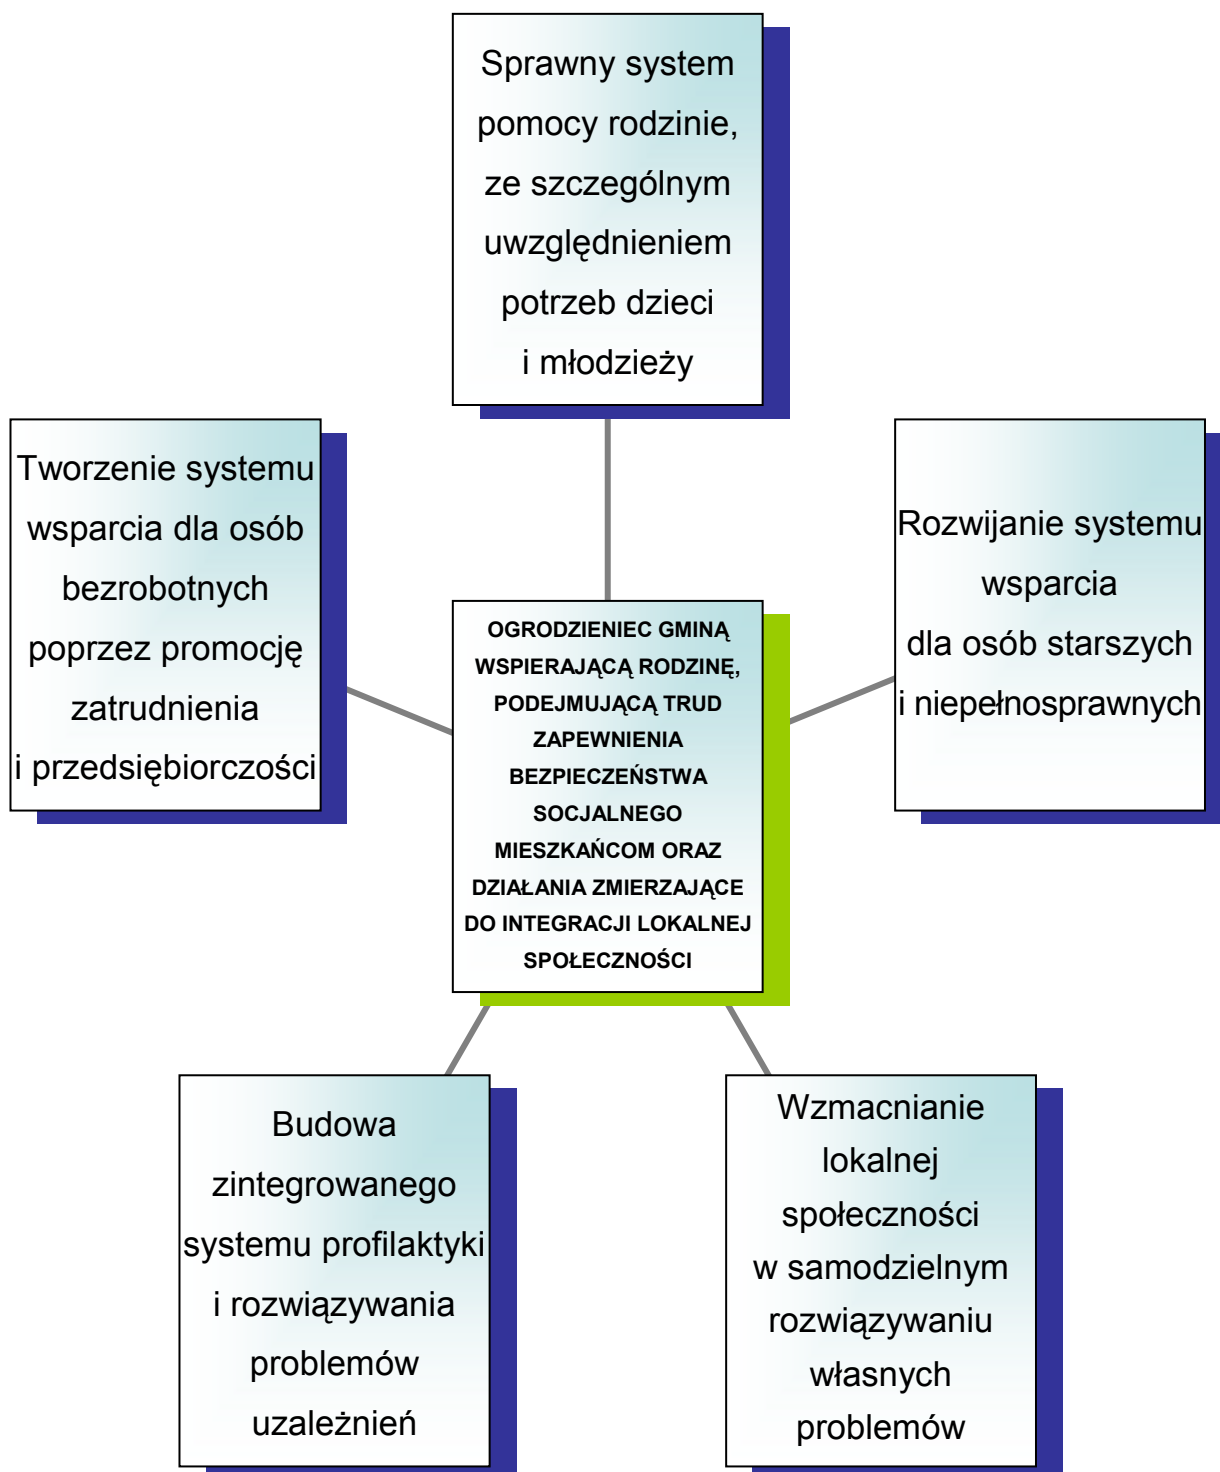 Sprawny system
pomocy rodzinie,
ze szczególnym
uwzględnieniem
potrzeb dzieci
i młodzieży
Tworzenie systemu
wsparcia dla osób
bezrobotnych
poprzez promocję
zatrudnienia
i przedsiębiorczości
Rozwijanie systemu
wsparcia
dla osób starszych
i niepełnosprawnych
OGRODZIENIEC GMINĄ
WSPIERAJĄCĄ RODZINĘ,
PODEJMUJĄCĄ TRUD
ZAPEWNIENIA
BEZPIECZEŃSTWA
SOCJALNEGO
MIESZKAŃCOM ORAZ
DZIAŁANIA ZMIERZAJĄCE
DO INTEGRACJI LOKALNEJ
SPOŁECZNOŚCI
Budowa
zintegrowanego
systemu profilaktyki
i rozwiązywania
problemów
uzależnień
Wzmacnianie
lokalnej
społeczności
w samodzielnym
rozwiązywaniu
własnych
problemów